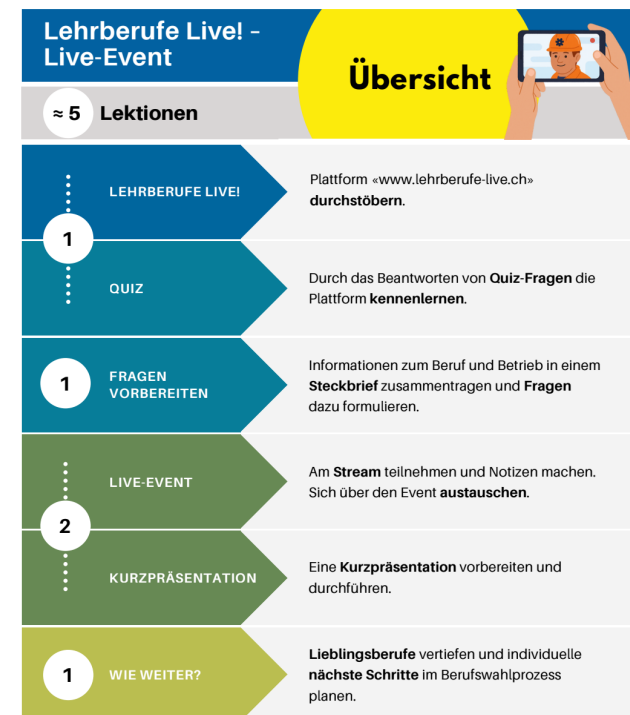 Lehrberufe Live! –
Live-Event
Übersicht
≈ 5 Lektionen
LEHRBERUFE LIVE!
Plattform «www.lehrberufe-live.ch»
durchstöbern.
1
QUIZ
Durch das Beantworten von Quiz-Fragen die
Plattform kennenlernen.
1
FRAGEN
VORBEREITEN
Informationen zum Beruf und Betrieb in einem
Steckbrief zusammentragen und Fragen
dazu formulieren.
LIVE-EVENT
Am Stream teilnehmen und Notizen machen.
Sich über den Event austauschen.
2
KURZPRÄSENTATION
Eine Kurzpräsentation vorbereiten und
durchführen.
1
WIE WEITER?
Lieblingsberufe vertiefen und individuelle
nächste Schritte im Berufswahlprozess
planen.